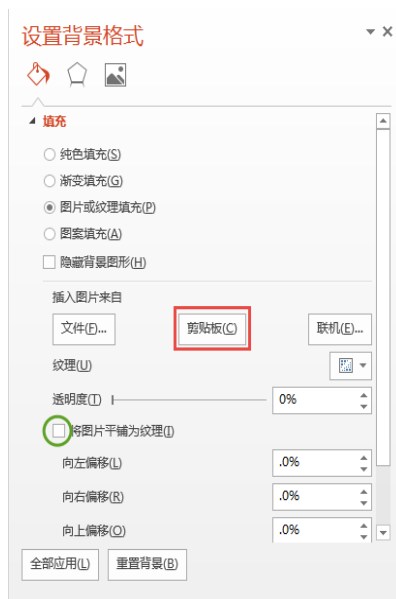 设置背景格式
填充
纯色填充(S)
渐变填充(G)
图片或纹理填充(P)
图案填充(A)
隐藏背景图形(H)
插入图片来自
文件(F)... 剪贴板(C) 联机(E)...
纹理(U)
透明度(T) 0%
将图片平铺为纹理(I)
向左偏移(L) .0%
向右偏移(R) .0%
向上偏移(O) .0%
全部应用(L) 重置背景(B)